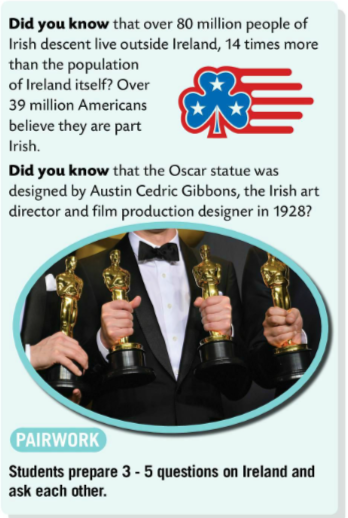 Did you know that over 80 million people of
Irish descent live outside Ireland, 14 times more
than the population
of Ireland itself? Over
39 million Americans
believe they are part
Irish.
Did you know that the Oscar statue was
designed by Austin Cedric Gibbons, the Irish art
director and film production designer in 1928?
PAIRWORK
Students prepare 3 - 5 questions on Ireland and
ask each other.